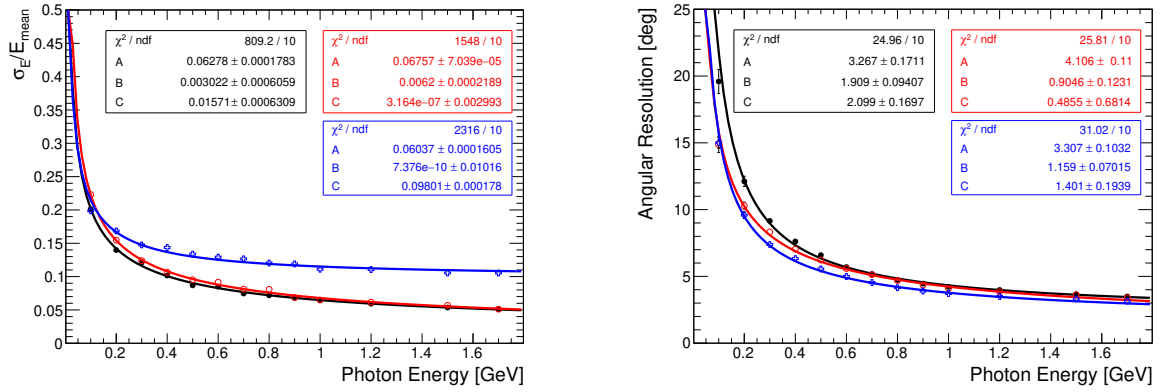 σ_E/E_mean
0.5
0.45
0.4
0.35
0.3
0.25
0.2
0.15
0.1
0.05
0
χ² / ndf 809.2 / 10
A 0.06278 ± 0.0001783
B 0.003022 ± 0.0006059
C 0.01571 ± 0.0006309
χ² / ndf 1548 / 10
A 0.06757 ± 7.039e−05
B 0.0062 ± 0.0002189
C 3.164e−07 ± 0.002993
χ² / ndf 2316 / 10
A 0.06037 ± 0.0001605
B 7.376e−10 ± 0.01016
C 0.09801 ± 0.000178
0.2 0.4 0.6 0.8 1 1.2 1.4 1.6
Photon Energy [GeV]
Angular Resolution [deg]
25
20
15
10
5
0
χ² / ndf 24.96 / 10
A 3.267 ± 0.1711
B 1.909 ± 0.09407
C 2.099 ± 0.1697
χ² / ndf 25.81 / 10
A 4.106 ± 0.11
B 0.9046 ± 0.1231
C 0.4855 ± 0.6814
χ² / ndf 31.02 / 10
A 3.307 ± 0.1032
B 1.159 ± 0.07015
C 1.401 ± 0.1939
0.2 0.4 0.6 0.8 1 1.2 1.4 1.6
Photon Energy [GeV]